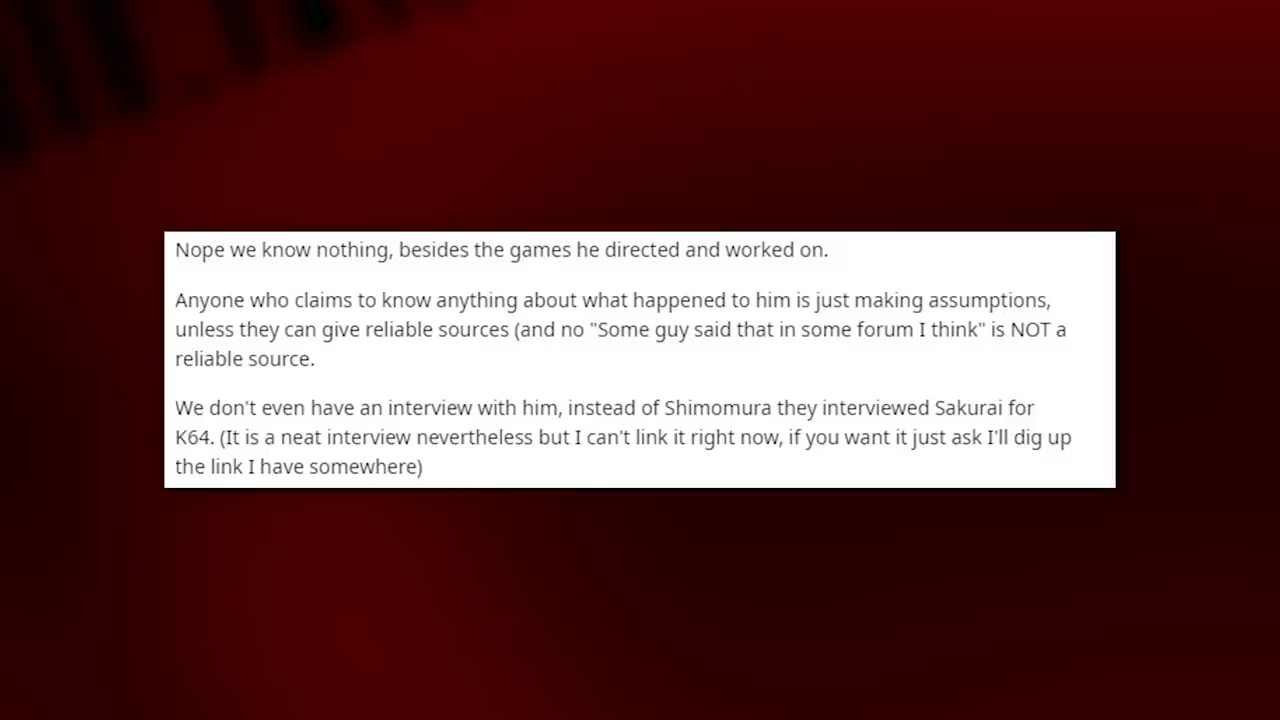 Nope we know nothing, besides the games he directed and worked on.
Anyone who claims to know anything about what happened to him is just making assumptions,
unless they can give reliable sources (and no "Some guy said that in some forum I think" is NOT a
reliable source.
We don't even have an interview with him, instead of Shimomura they interviewed Sakurai for
K64. (It is a neat interview nevertheless but I can't link it right now, if you want it just ask I'll dig up
the link I have somewhere)